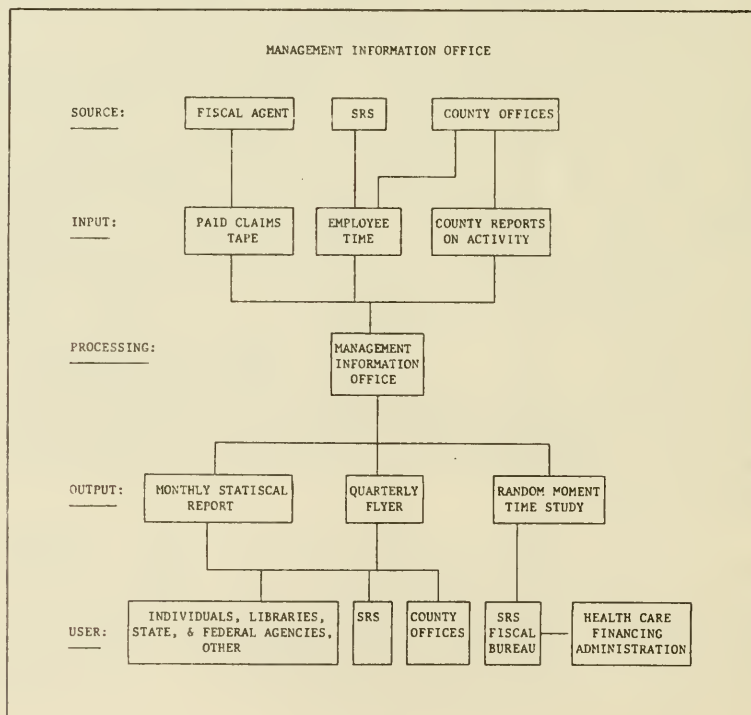 MANAGEMENT INFORMATION OFFICE
SOURCE: FISCAL AGENT SRS COUNTY OFFICES
INPUT: PAID CLAIMS TAPE EMPLOYEE TIME COUNTY REPORTS ON ACTIVITY
PROCESSING: MANAGEMENT
INFORMATION
OFFICE
OUTPUT: MONTHLY STATISCAL REPORT QUARTERLY FLYER RANDOM MOMENT TIME STUDY
USER: INDIVIDUALS, LIBRARIES,
STATE, & FEDERAL AGENCIES,
OTHER
SRS
COUNTY
OFFICES
SRS
FISCAL
BUREAU
HEALTH CARE
FINANCING
ADMINISTRATION